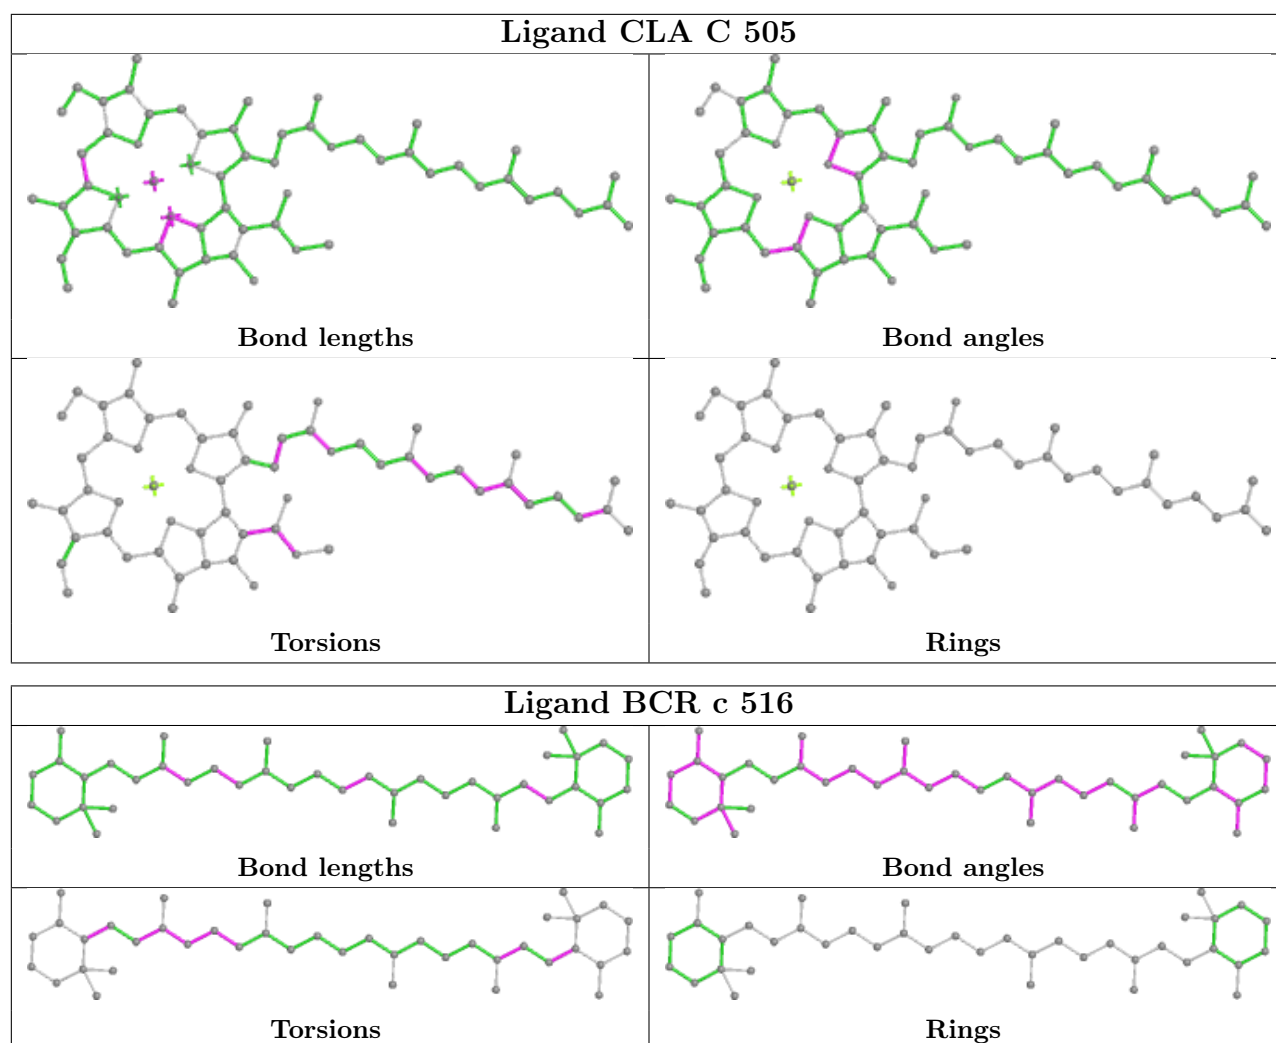 Ligand CLA C 505
Bond lengths
Bond angles
Torsions
Rings
Ligand BCR c 516
Bond lengths
Bond angles
Torsions
Rings